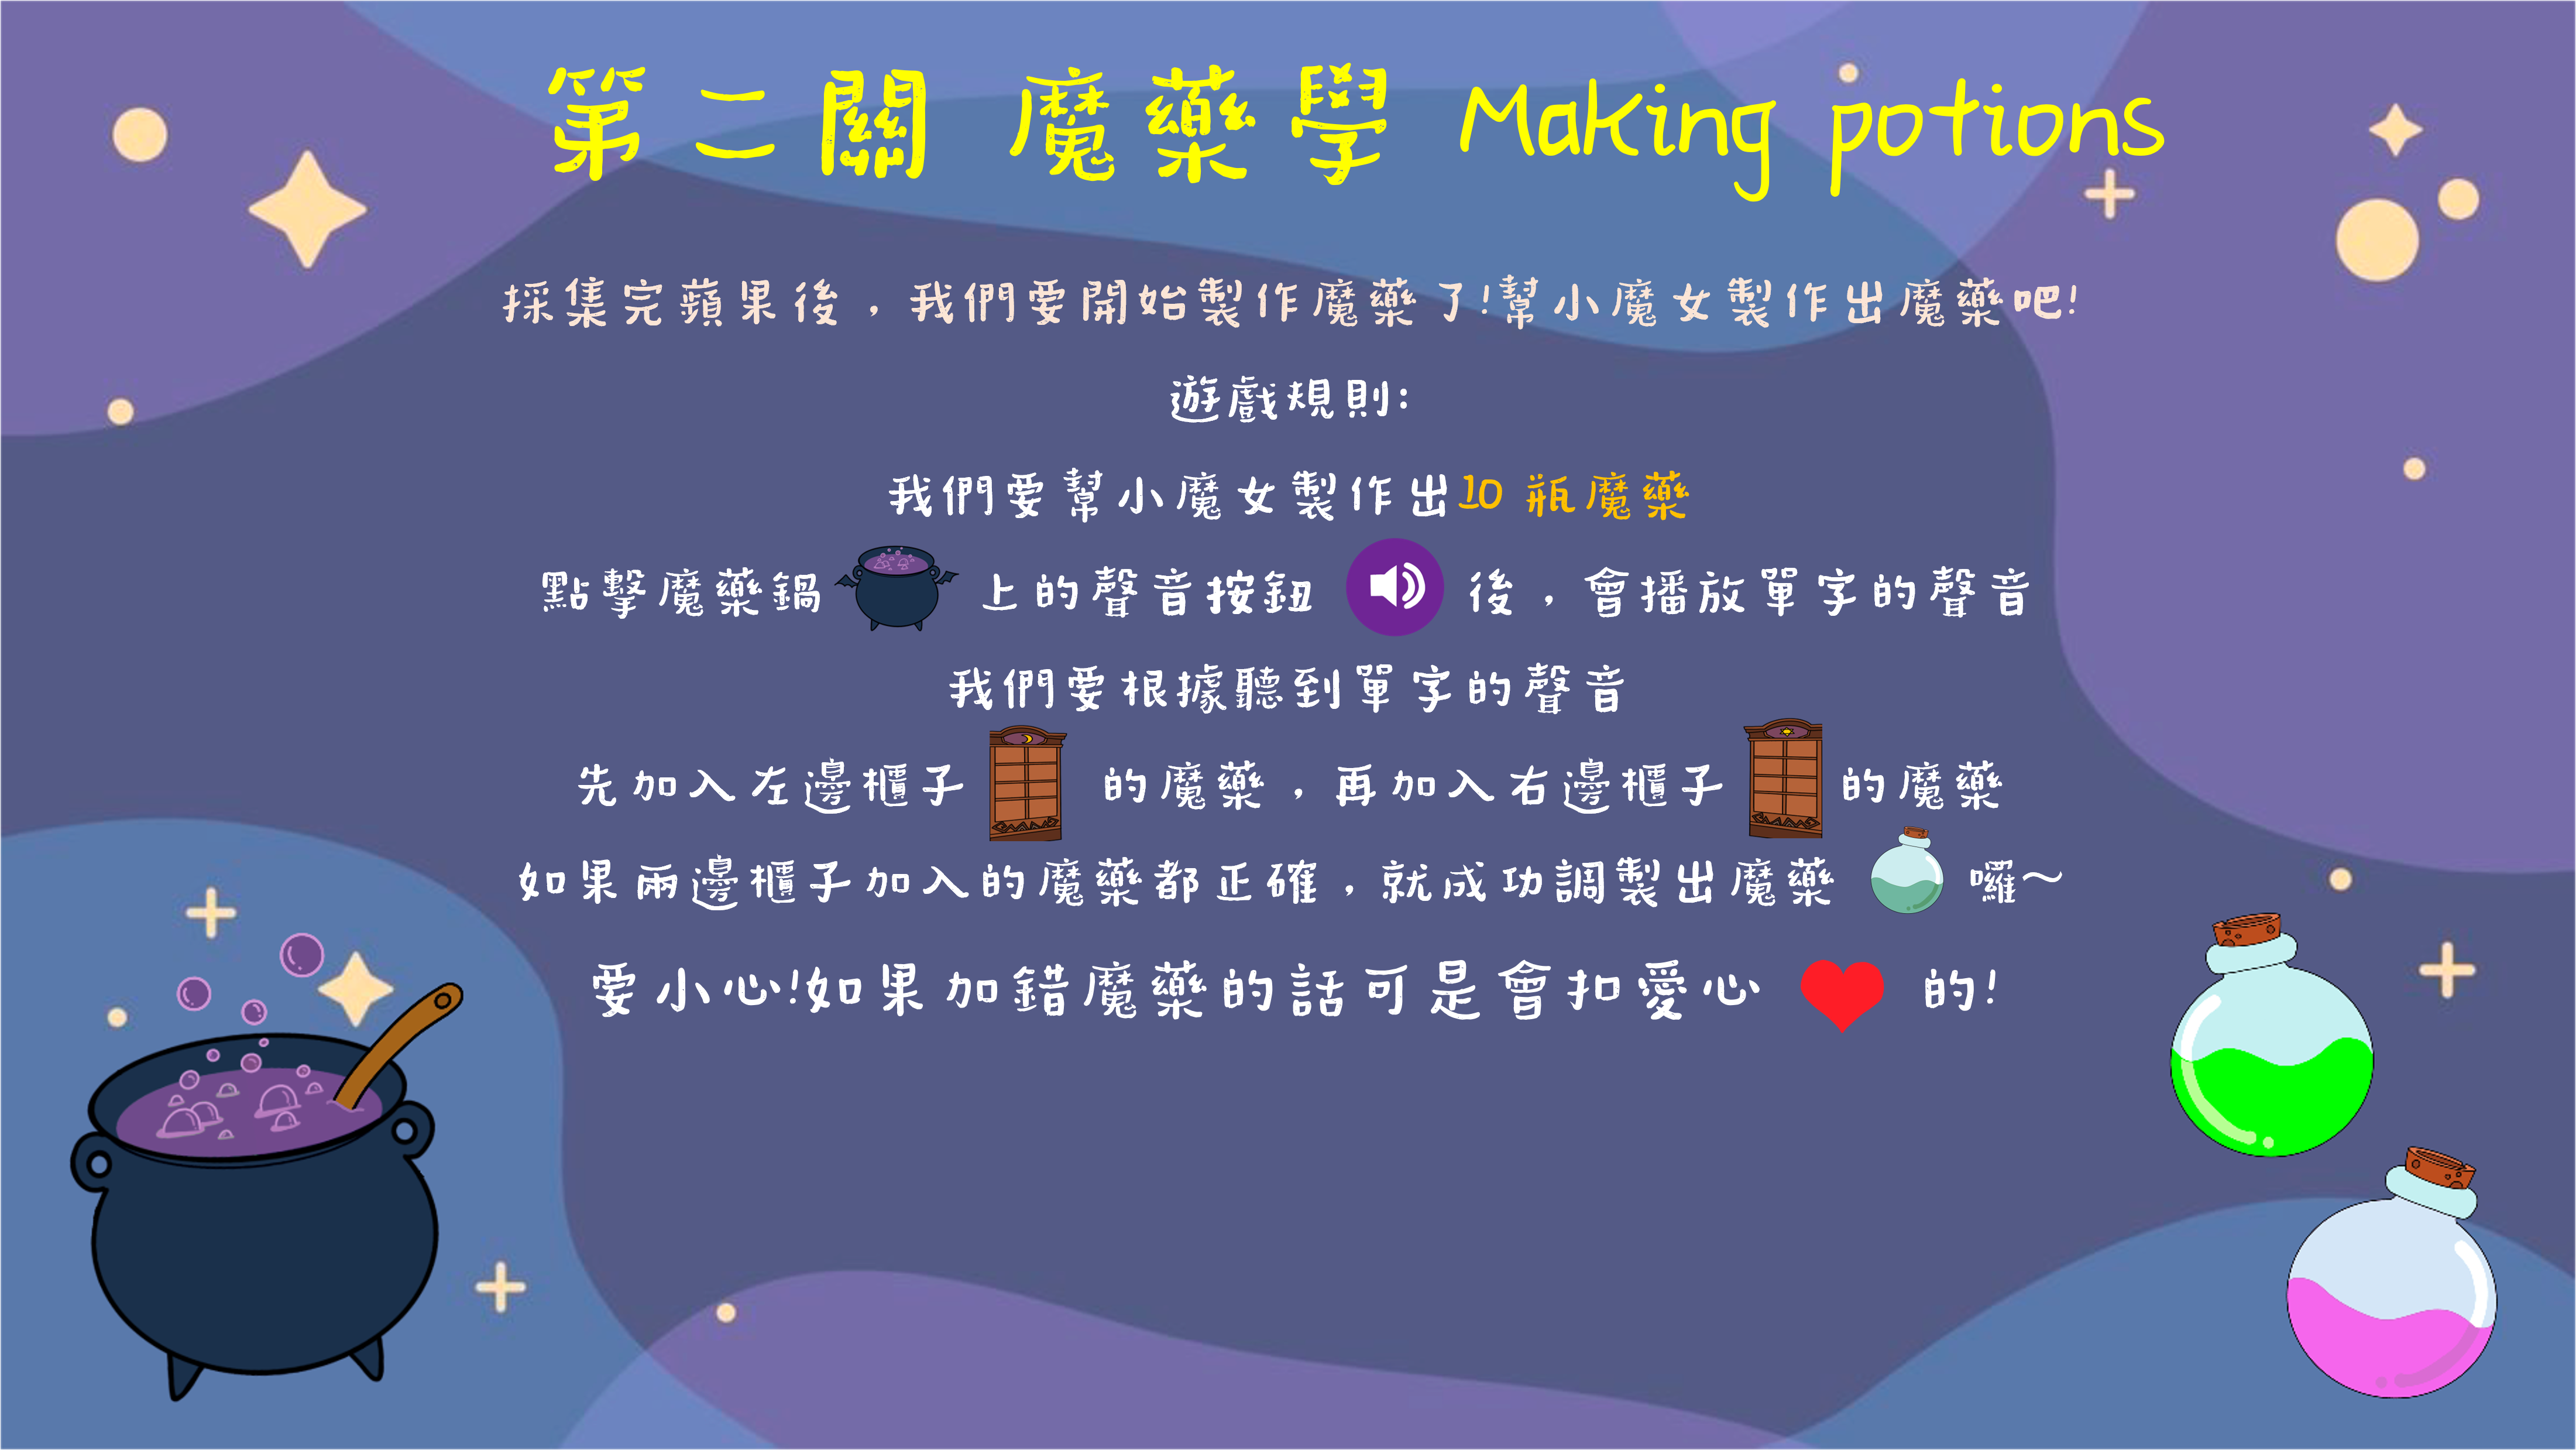 第二關 魔藥學 Making potions
採集完蘋果後，我們要開始製作魔藥了!幫小魔女製作出魔藥吧!
遊戲規則:
我們要幫小魔女製作出10瓶魔藥
點擊魔藥鍋 上的聲音按鈕 後，會播放單字的聲音
我們要根據聽到單字的聲音
先加入左邊櫃子 的魔藥，再加入右邊櫃子 的魔藥
如果兩邊櫃子加入的魔藥都正確，就成功調製出魔藥 囉~
要小心!如果加錯魔藥的話可是會扣愛心 的!